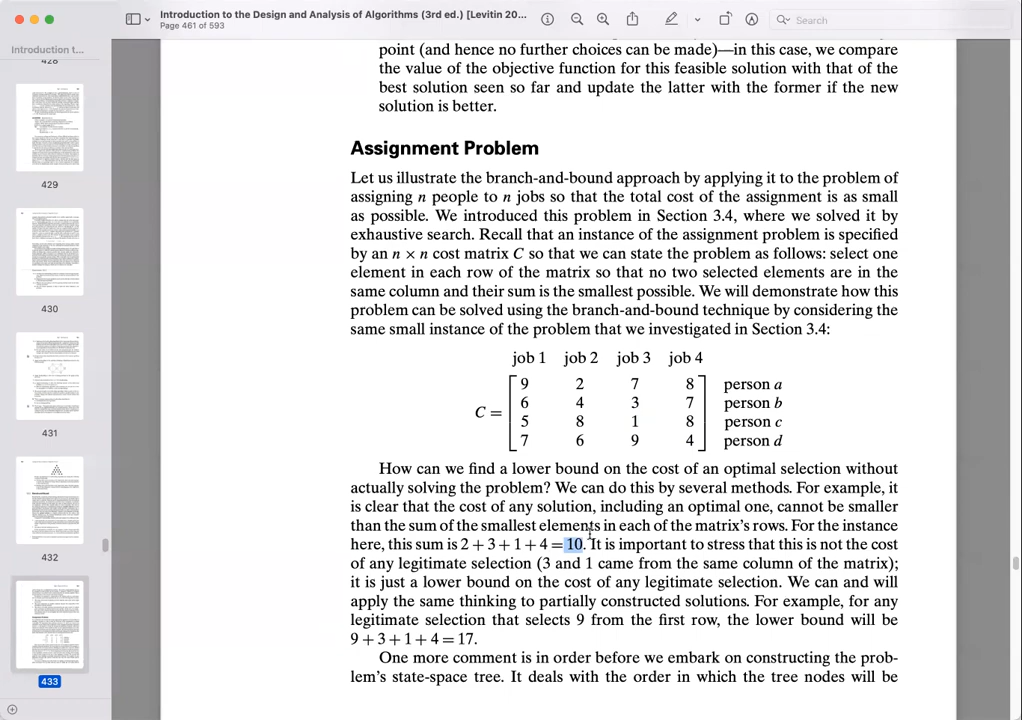 Introduction to the Design and Analysis of Algorithms (3rd ed.) [Levitin 20...
Page 461 of 593
Search
Introduction t...
428
429
430
431
432
433
point (and hence no further choices can be made)—in this case, we compare
the value of the objective function for this feasible solution with that of the
best solution seen so far and update the latter with the former if the new
solution is better.
Assignment Problem
Let us illustrate the branch-and-bound approach by applying it to the problem of
assigning n people to n jobs so that the total cost of the assignment is as small
as possible. We introduced this problem in Section 3.4, where we solved it by
exhaustive search. Recall that an instance of the assignment problem is specified
by an n × n cost matrix C so that we can state the problem as follows: select one
element in each row of the matrix so that no two selected elements are in the
same column and their sum is the smallest possible. We will demonstrate how this
problem can be solved using the branch-and-bound technique by considering the
same small instance of the problem that we investigated in Section 3.4:
job 1 job 2 job 3 job 4
9 2 7 8 person a
6 4 3 7 person b
C =
5 8 1 8 person c
7 6 9 4 person d
How can we find a lower bound on the cost of an optimal selection without
actually solving the problem? We can do this by several methods. For example, it
is clear that the cost of any solution, including an optimal one, cannot be smaller
than the sum of the smallest elements in each of the matrix's rows. For the instance
here, this sum is 2 + 3 + 1 + 4 = 10. It is important to stress that this is not the cost
of any legitimate selection (3 and 1 came from the same column of the matrix);
it is just a lower bound on the cost of any legitimate selection. We can and will
apply the same thinking to partially constructed solutions. For example, for any
legitimate selection that selects 9 from the first row, the lower bound will be
9 + 3 + 1 + 4 = 17.
One more comment is in order before we embark on constructing the prob-
lem's state-space tree. It deals with the order in which the tree nodes will be